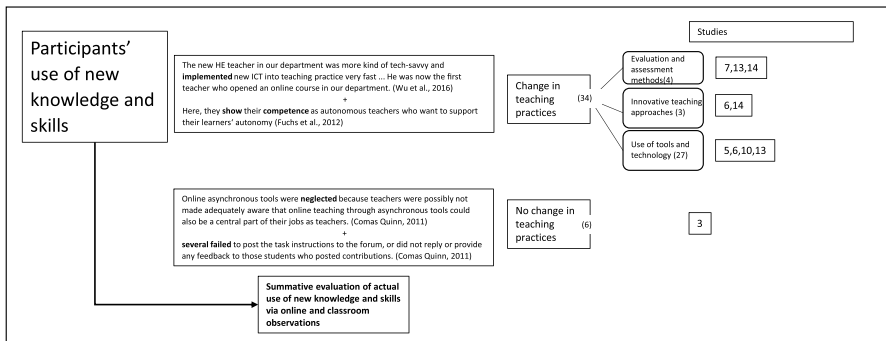 Studies
Participants'
use of new
knowledge and
skills
The new HE teacher in our department was more kind of tech-savvy and
implemented new ICT into teaching practice very fast ... He was now the first
teacher who opened an online course in our department. (Wu et al., 2016)
+
Here, they show their competence as autonomous teachers who want to support
their learners' autonomy (Fuchs et al., 2012)
Change in
teaching
practices
(34)
Evaluation and
assessment
methods(4)
7,13,14
Innovative teaching
approaches (3)
6,14
Use of tools and
technology (27)
5,6,10,13
Online asynchronous tools were neglected because teachers were possibly not
made adequately aware that online teaching through asynchronous tools could
also be a central part of their jobs as teachers. (Comas Quinn, 2011)
+
several failed to post the task instructions to the forum, or did not reply or provide
any feedback to those students who posted contributions. (Comas Quinn, 2011)
No change in
teaching
practices
(6)
3
Summative evaluation of actual
use of new knowledge and skills
via online and classroom
observations